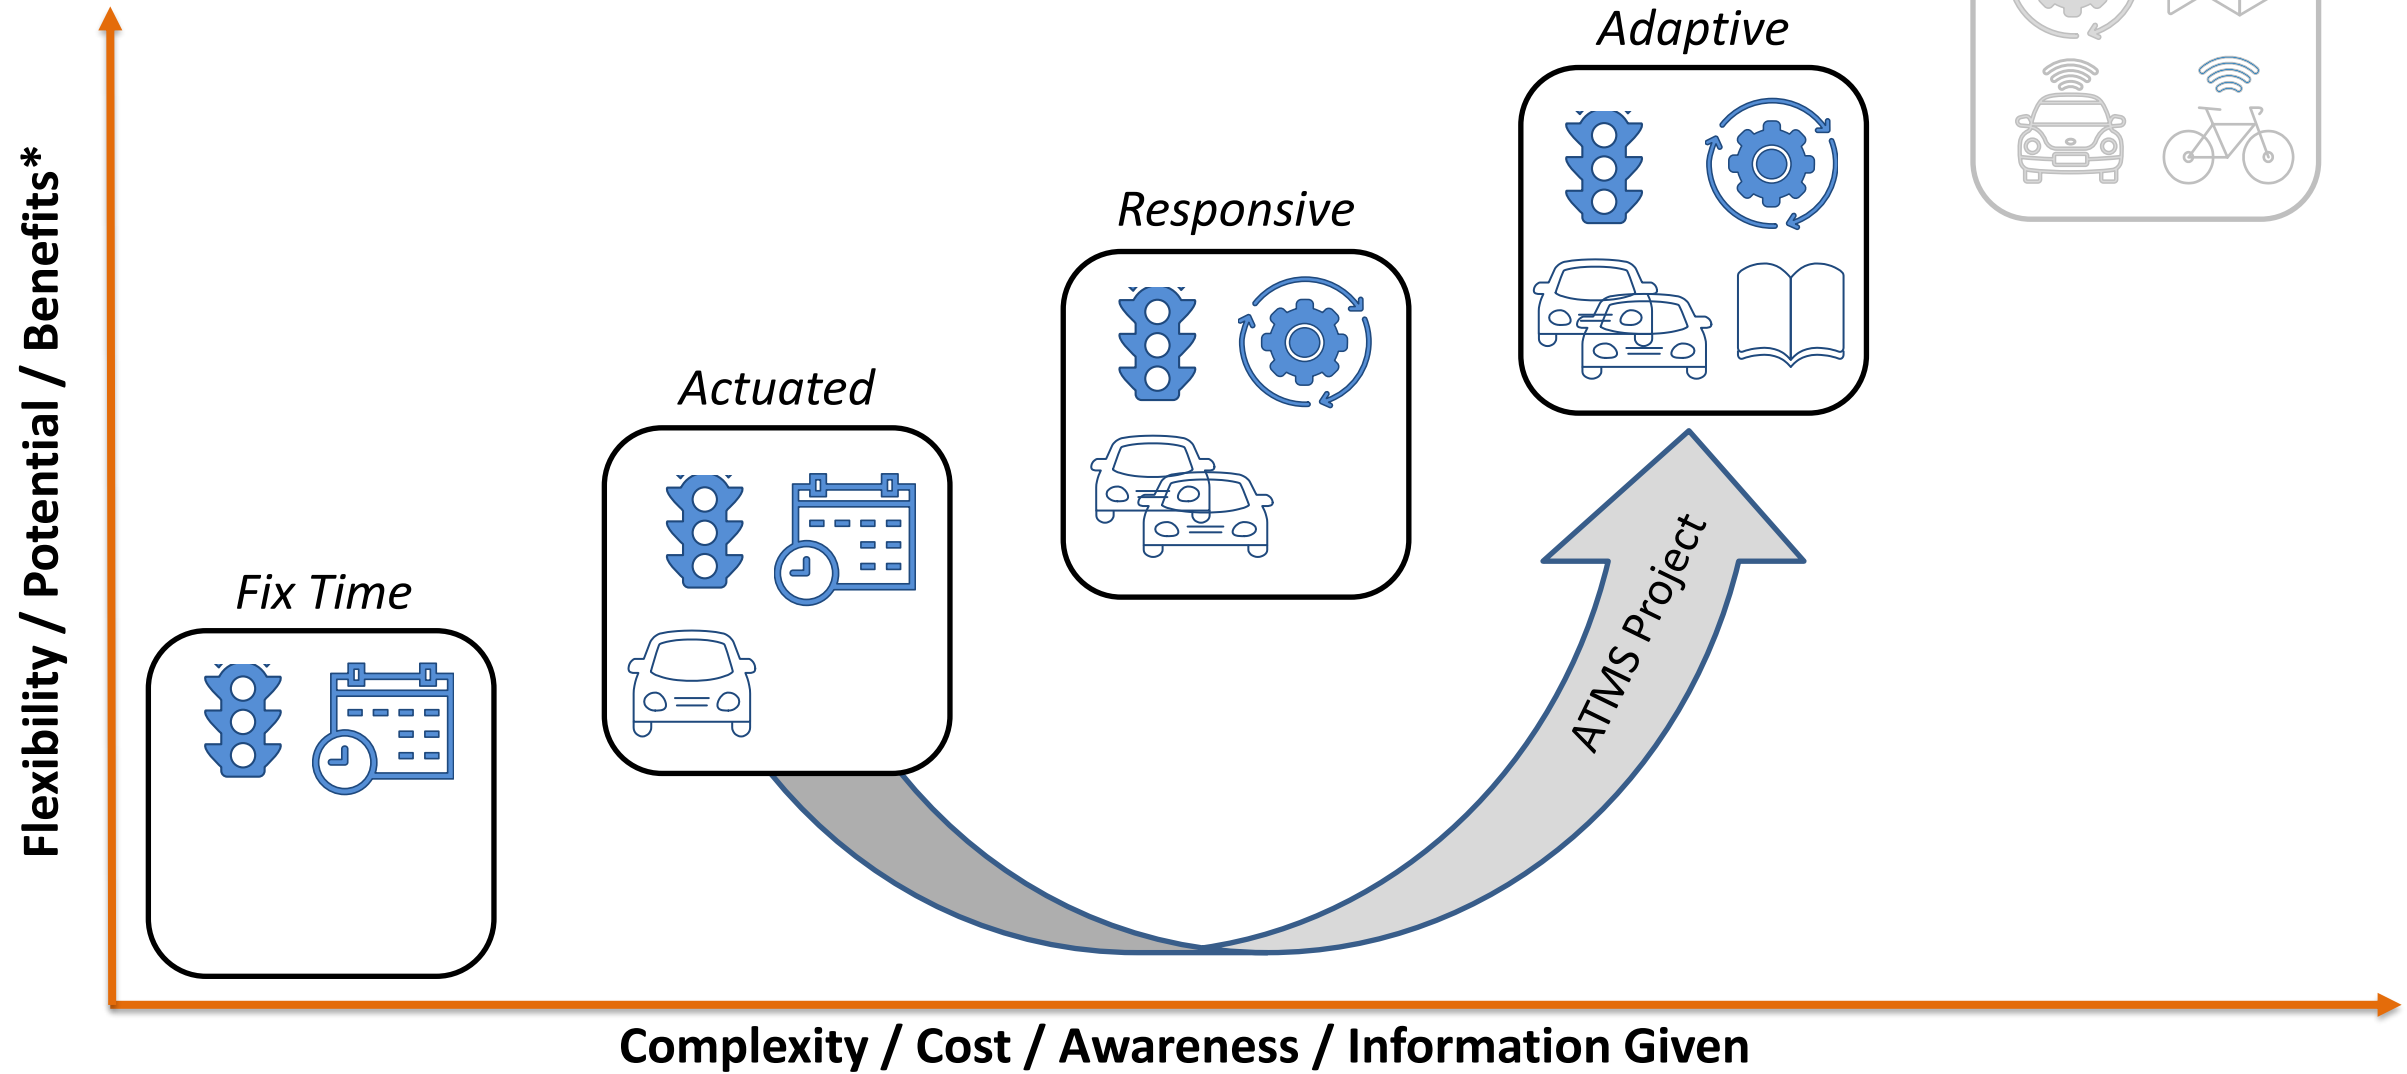 Adaptive
Responsive
Actuated
Fix Time
ATMS Project
Flexibility / Potential / Benefits*
Complexity / Cost / Awareness / Information Given